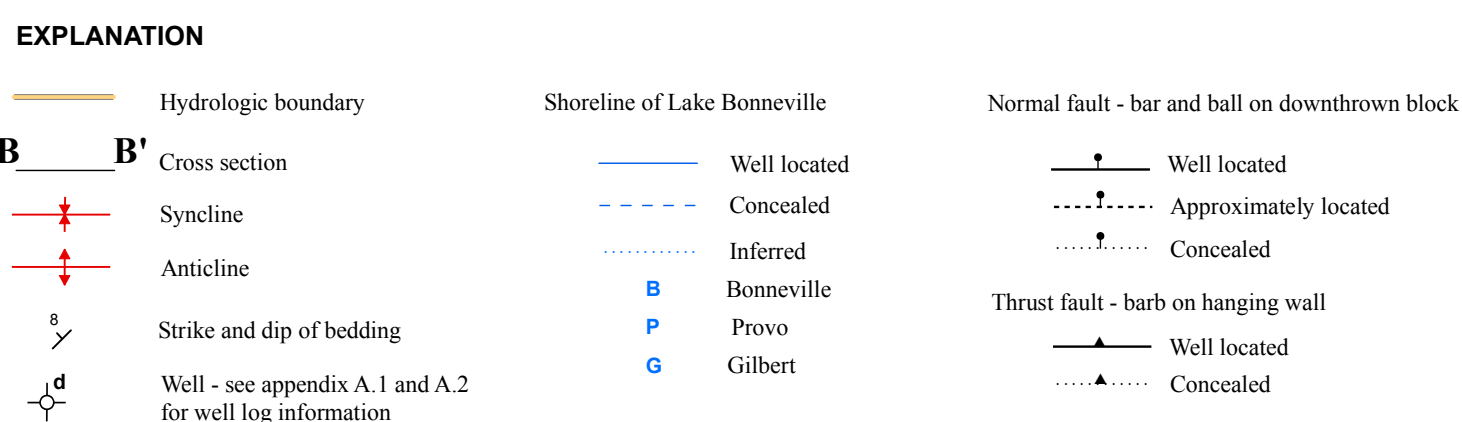 EXPLANATION
Hydrologic boundary
B B' Cross section
Syncline
Anticline
8 Strike and dip of bedding
d Well - see appendix A.1 and A.2
for well log information
Shoreline of Lake Bonneville
Well located
Concealed
Inferred
B Bonneville
P Provo
G Gilbert
Normal fault - bar and ball on downthrown block
Well located
Approximately located
Concealed
Thrust fault - barb on hanging wall
Well located
Concealed